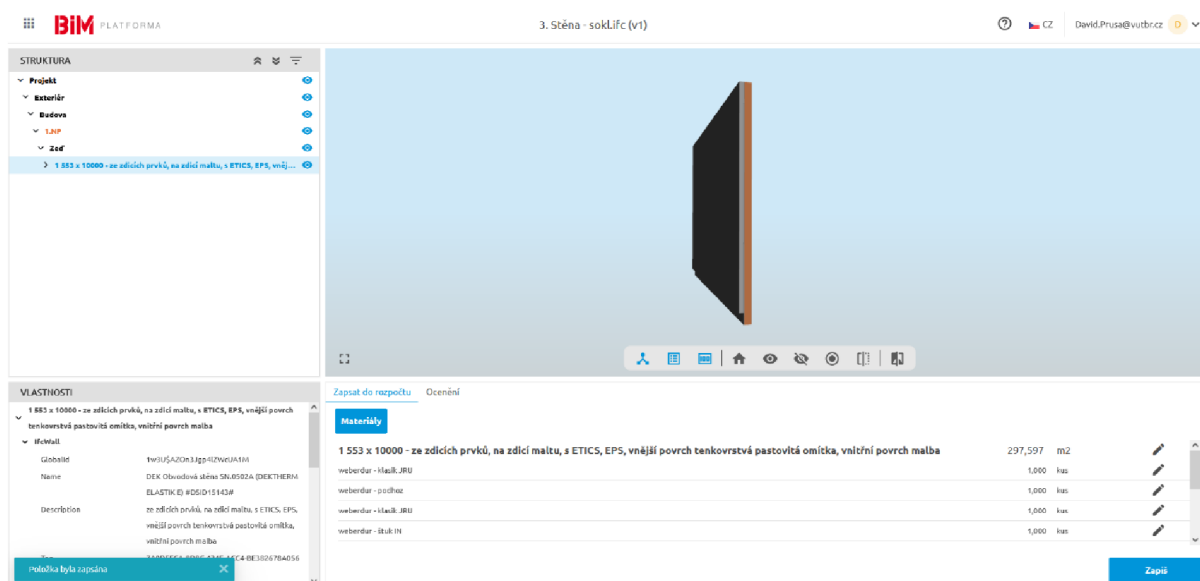 BiM PLATFORMA
3. Stěna - sokl.ifc (v1)
CZ
David.Prusa@vutbr.cz
D
STRUKTURA
Projekt
Exteriér
Budova
1.NP
Zeď
1 553 x 10000 - ze zdicích prvků, na zdicí maltu, s ETICS, EPS, vněj...
VLASTNOSTI
1 553 x 10000 - ze zdicích prvků, na zdicí maltu, s ETICS, EPS, vnější povrch
tenkovrstvá pastovitá omítka, vnitřní povrch malba
IfcWall
GlobalId
Name
DEK Obvodová stěna SN.0502A (DEKTHERM
ELASTIK E) #DSID15143#
Description
ze zdicích prvků, na zdicí maltu, s ETICS, EPS,
vnější povrch tenkovrstvá pastovitá omítka,
vnitřní povrch malba
Položka byla zapsána
Zapsat do rozpočtu
Ocenění
Materiály
1 553 x 10000 - ze zdicích prvků, na zdicí maltu, s ETICS, EPS, vnější povrch tenkovrstvá pastovitá omítka, vnitřní povrch malba 297,597 m2
weberdur - klasik JRU 1,000 kus
weberdur - podhoz 1,000 kus
weberdur - klasik JRU 1,000 kus
weberdur - štuk IN 1,000 kus
Zapiš